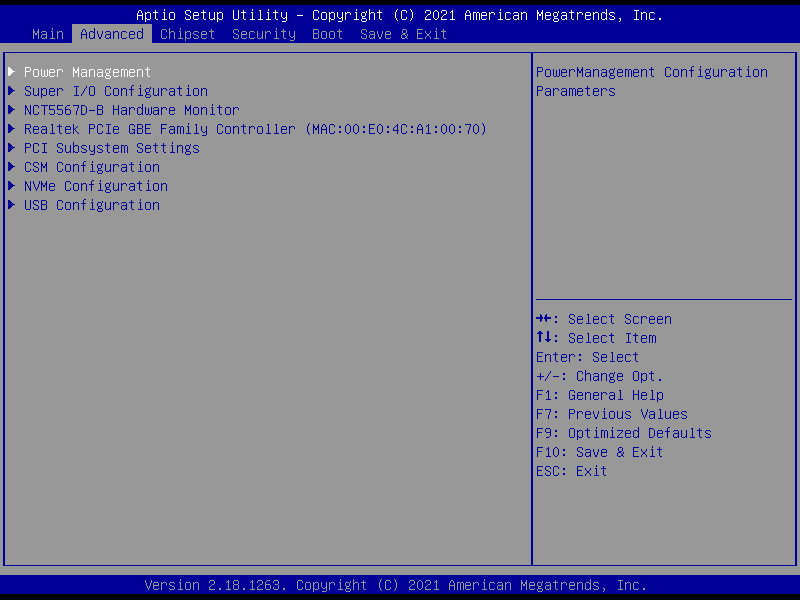 Aptio Setup Utility – Copyright (C) 2021 American Megatrends, Inc.
Main Advanced Chipset Security Boot Save & Exit
Power Management
Super I/O Configuration
NCT5567D-B Hardware Monitor
Realtek PCIe GBE Family Controller (MAC:00:E0:4C:A1:00:70)
PCI Subsystem Settings
CSM Configuration
NVMe Configuration
USB Configuration
PowerManagement Configuration
Parameters
→←: Select Screen
↑↓: Select Item
Enter: Select
+/-: Change Opt.
F1: General Help
F7: Previous Values
F9: Optimized Defaults
F10: Save & Exit
ESC: Exit
Version 2.18.1263. Copyright (C) 2021 American Megatrends, Inc.